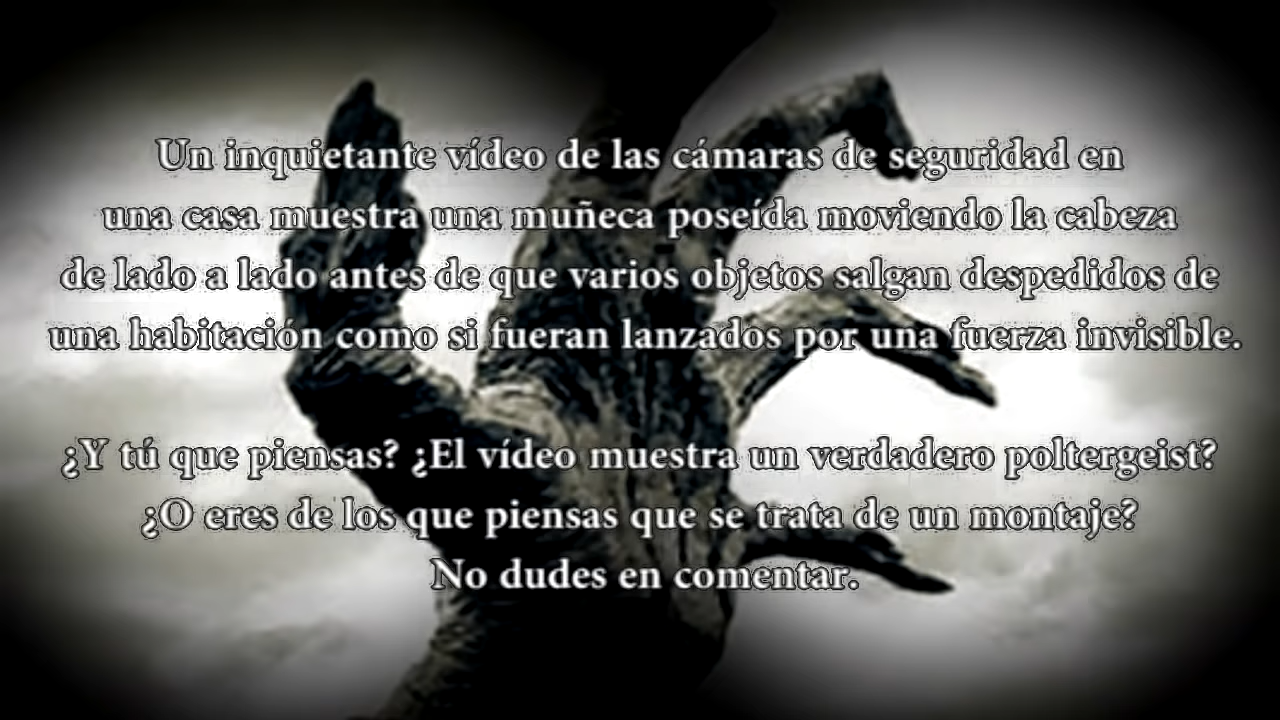 Un inquietante vídeo de las cámaras de seguridad en
una casa muestra una muñeca poseída moviendo la cabeza
de lado a lado antes de que varios objetos salgan despedidos de
una habitación como si fueran lanzados por una fuerza invisible.
¿Y tú que piensas? ¿El vídeo muestra un verdadero poltergeist?
¿O eres de los que piensas que se trata de un montaje?
No dudes en comentar.